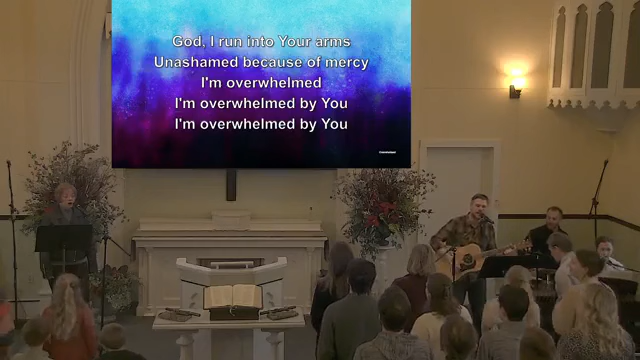 God, I run into Your arms
Unashamed because of mercy
I'm overwhelmed
I'm overwhelmed by You
I'm overwhelmed by You